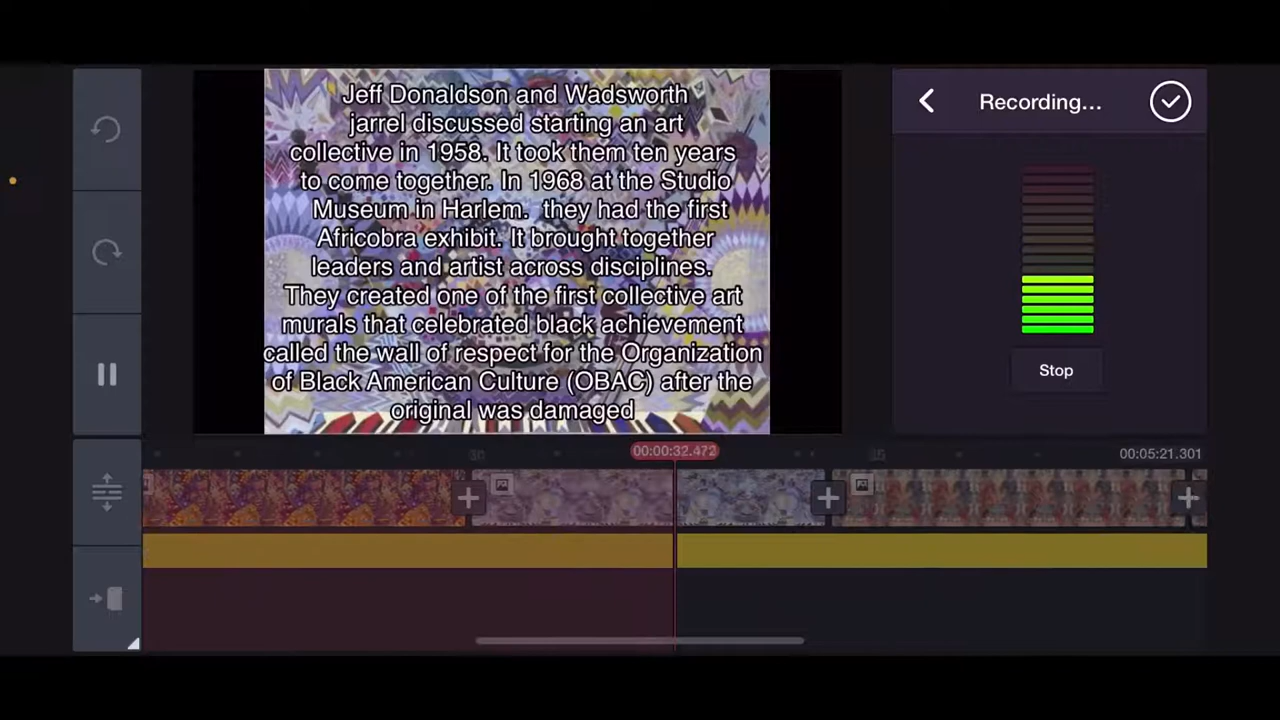 Jeff Donaldson and Wadsworth
jarrel discussed starting an art
collective in 1958. It took them ten years
to come together. In 1968 at the Studio
Museum in Harlem.  they had the first
Africobra exhibit. It brought together
leaders and artist across disciplines.
They created one of the first collective art
murals that celebrated black achievement
called the wall of respect for the Organization
of Black American Culture (OBAC) after the
original was damaged
Recording...
Stop
30
00:00:32.472
35
00:05:21.301